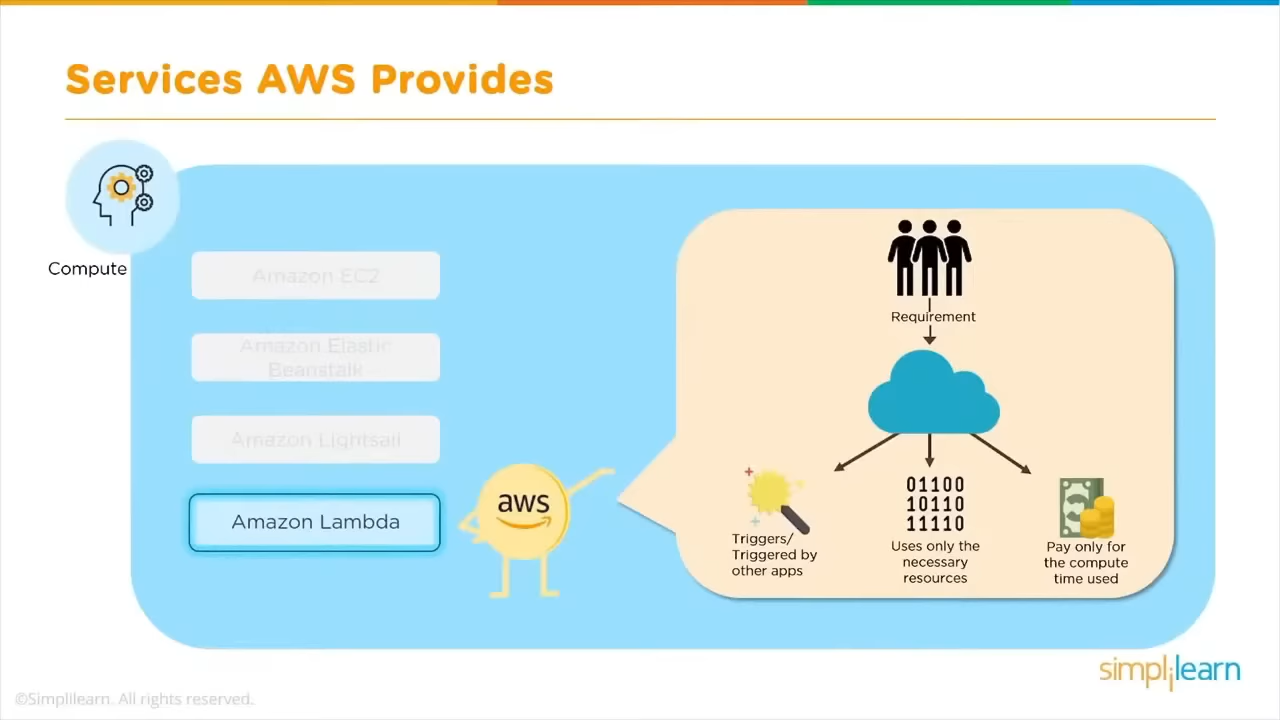 Services AWS Provides
Compute
Amazon EC2
Amazon Elastic
Beanstalk
Amazon Lightsail
Amazon Lambda
aws
Requirement
01100
10110
11110
Triggers/
Triggered by
other apps
Uses only the
necessary
resources
Pay only for
the compute
time used
simplilearn
©Simplilearn. All rights reserved.